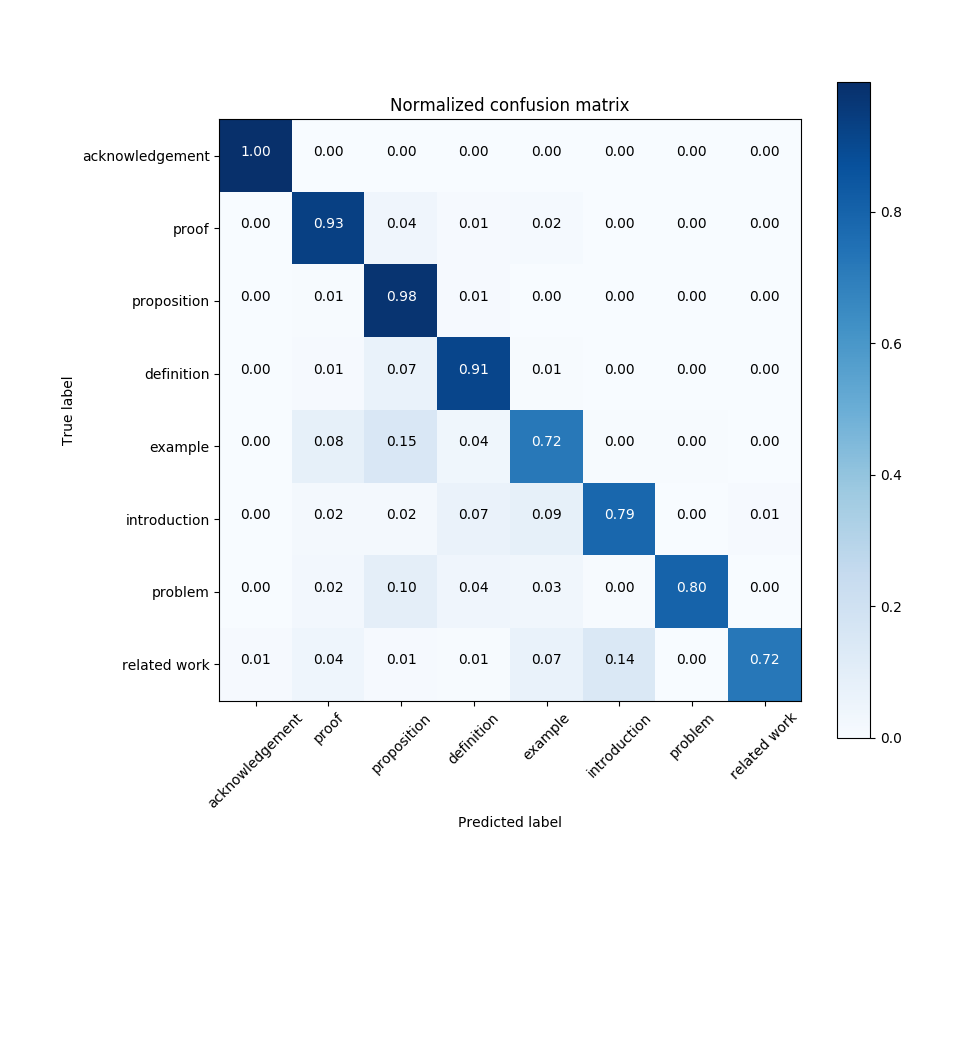 Normalized confusion matrix
acknowledgement 1.00 0.00 0.00 0.00 0.00 0.00 0.00 0.00
proof 0.00 0.93 0.04 0.01 0.02 0.00 0.00 0.00
proposition 0.00 0.01 0.98 0.01 0.00 0.00 0.00 0.00
definition 0.00 0.01 0.07 0.91 0.01 0.00 0.00 0.00
example 0.00 0.08 0.15 0.04 0.72 0.00 0.00 0.00
introduction 0.00 0.02 0.02 0.07 0.09 0.79 0.00 0.01
problem 0.00 0.02 0.10 0.04 0.03 0.00 0.80 0.00
related work 0.01 0.04 0.01 0.01 0.07 0.14 0.00 0.72
True label
acknowledgement proof proposition definition example introduction problem related work
Predicted label
0.8
0.6
0.4
0.2
0.0